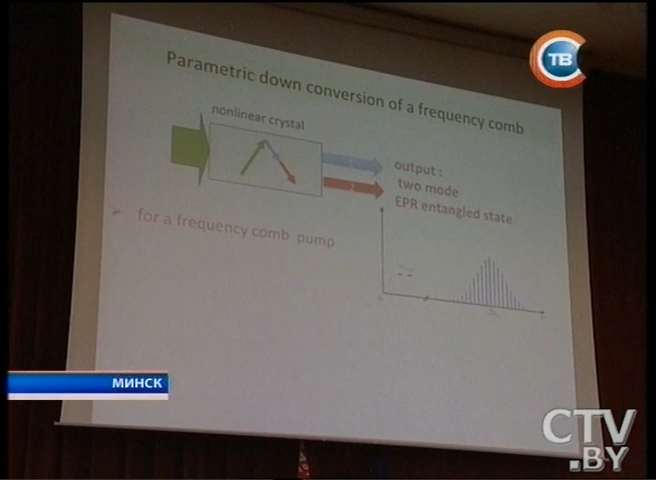 СТВ
Parametric down conversion of a frequency comb
nonlinear crystal
output :
two mode
EPR entangled state
for a frequency comb pump
МИНСК
CTV
.BY